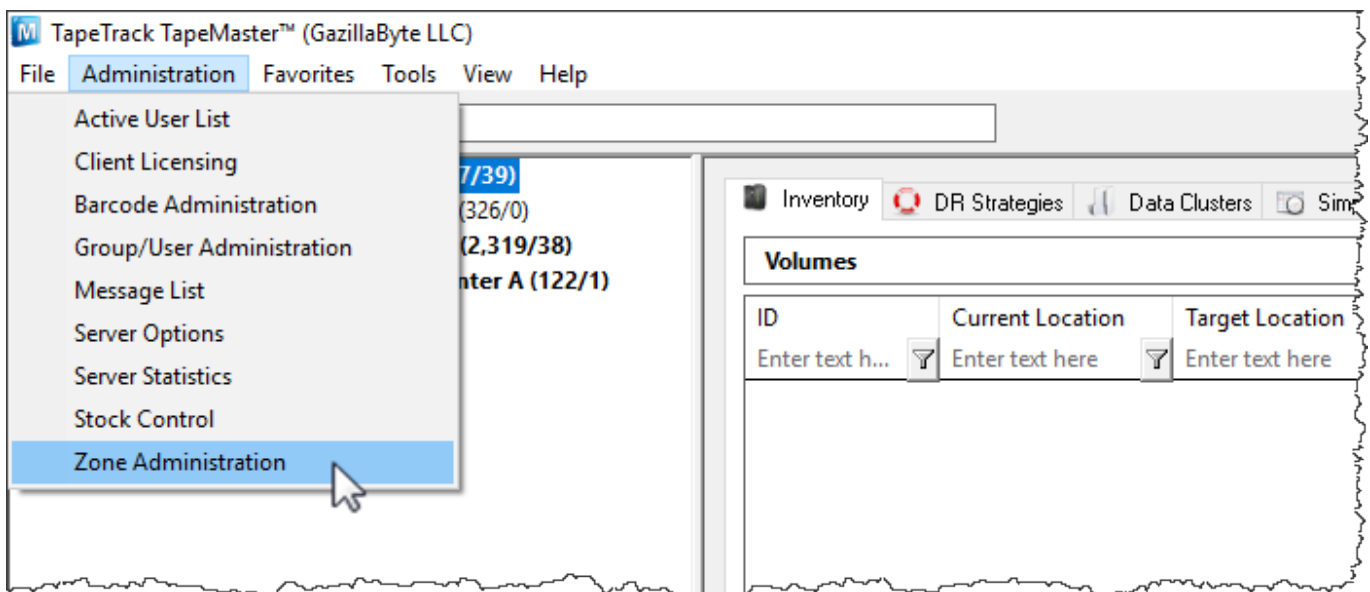 TapeTrack TapeMaster™ (GazillaByte LLC)
File Administration Favorites Tools View Help
Active User List
Client Licensing
Barcode Administration
Group/User Administration
Message List
Server Options
Server Statistics
Stock Control
Zone Administration
7/39)
(326/0)
(2,319/38)
nter A (122/1)
Inventory DR Strategies Data Clusters Sim
Volumes
ID Current Location Target Location
Enter text h... Enter text here Enter text here